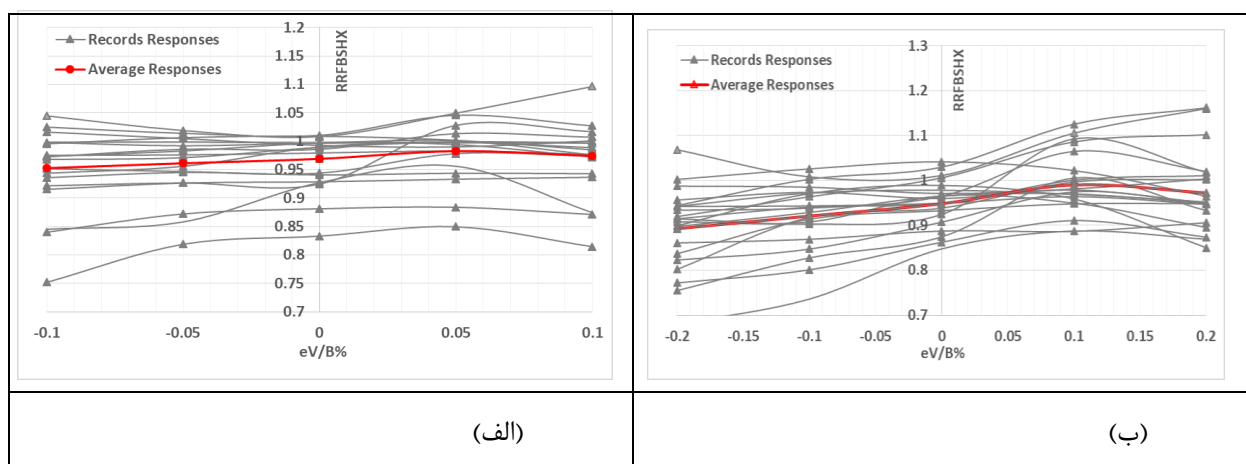 1.2
1.15
1.1
1.05
1
0.95
0.9
0.85
0.8
0.75
0.7
-0.1 -0.05 0 0.05 0.1
eV/B%
RRFBSHX
Records Responses
Average Responses
(الف)
1.3
1.2
1.1
1
0.9
0.8
0.7
-0.2 -0.15 -0.1 -0.05 0 0.05 0.1 0.15 0.2
eV/B%
RRFBSHX
Records Responses
Average Responses
(ب)